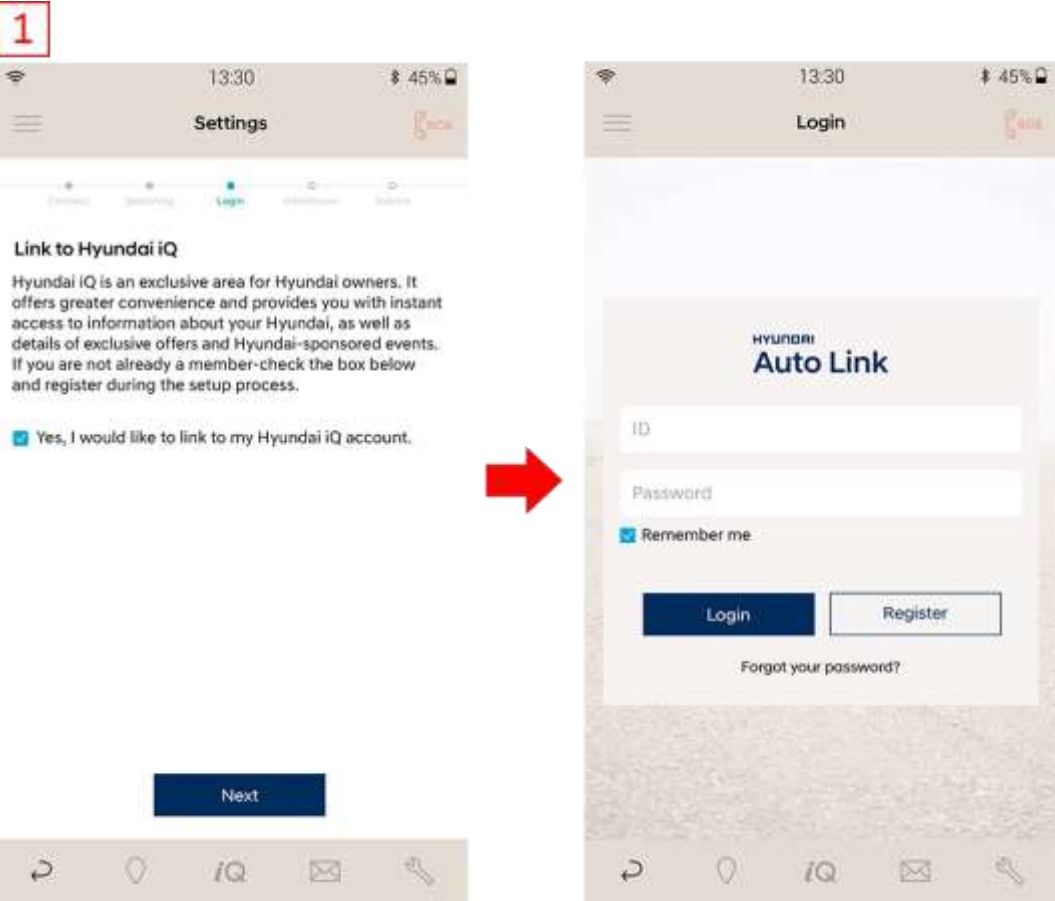 1
13:30
45%
Settings
SOS
Login
Link to Hyundai iQ
Hyundai iQ is an exclusive area for Hyundai owners. It
offers greater convenience and provides you with instant
access to information about your Hyundai, as well as
details of exclusive offers and Hyundai-sponsored events.
If you are not already a member-check the box below
and register during the setup process.
Yes, I would like to link to my Hyundai iQ account.
Next
iQ
13:30
45%
Login
SOS
HYUNDAI
Auto Link
ID
Password
Remember me
Login
Register
Forgot your password?
iQ